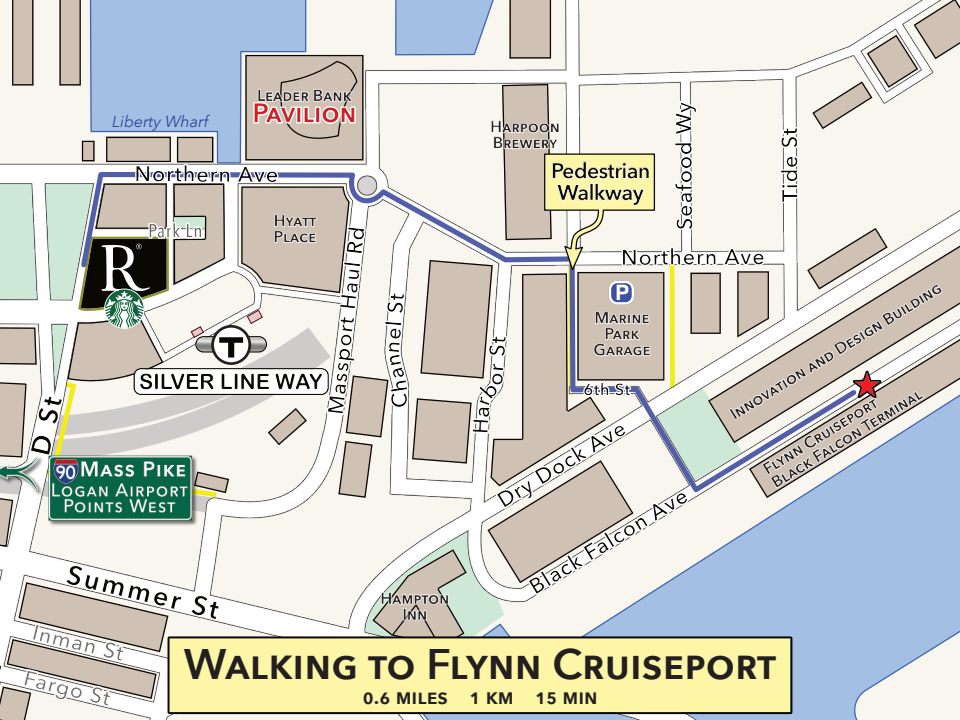 Liberty Wharf
Leader Bank
Pavilion
Harpoon
Brewery
Northern Ave
Pedestrian
Walkway
Seafood Wy
Tide St
Park Ln
Hyatt
Place
R®
Northern Ave
P
Marine
Park
Garage
Massport Haul Rd
Channel St
Harbor St
T
SILVER LINE WAY
6th St
Innovation and Design Building
Flynn Cruiseport
Black Falcon Terminal
D St
90 Mass Pike
Logan Airport
Points West
Dry Dock Ave
Black Falcon Ave
Summer St
Hampton
Inn
Inman St
Fargo St
Walking to Flynn Cruiseport
0.6 miles 1 km 15 min